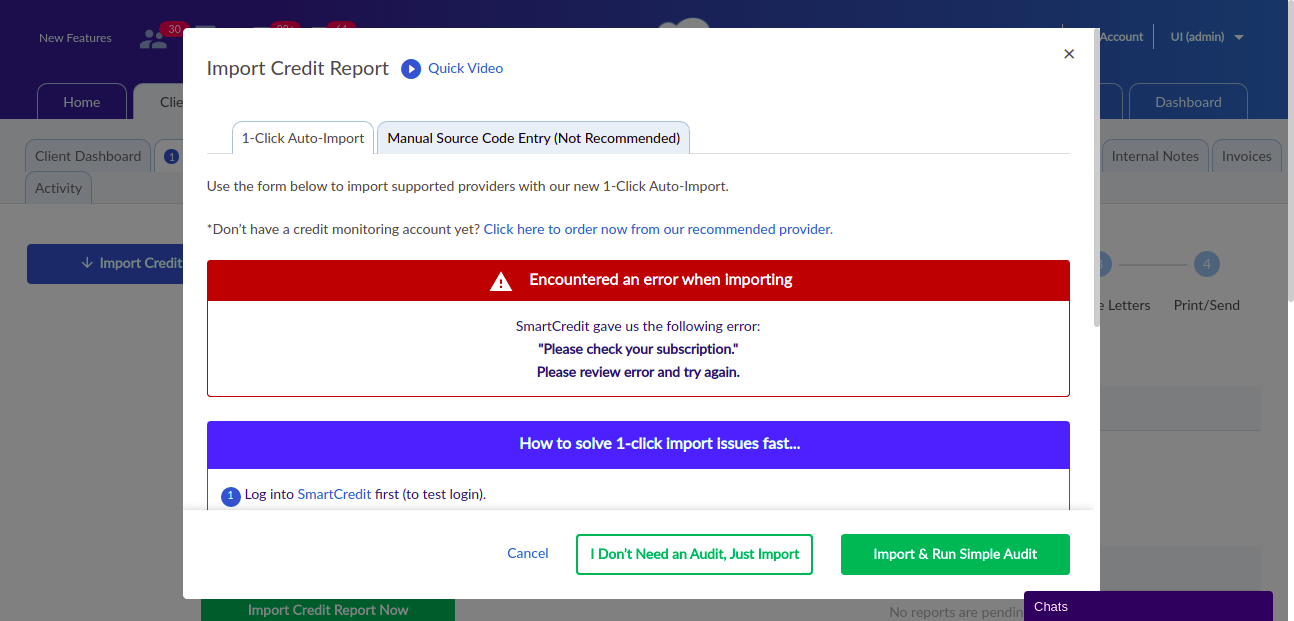 New Features
30
Account
UI (admin)
Import Credit Report
Quick Video
×
Home
Clie
Dashboard
1-Click Auto-Import
Manual Source Code Entry (Not Recommended)
Client Dashboard
1
Internal Notes
Invoices
Activity
Use the form below to import supported providers with our new 1-Click Auto-Import.
*Don't have a credit monitoring account yet? Click here to order now from our recommended provider.
Import Credit
4
Encountered an error when importing
e Letters
Print/Send
SmartCredit gave us the following error:
"Please check your subscription."
Please review error and try again.
How to solve 1-click import issues fast...
1 Log into SmartCredit first (to test login).
Cancel
I Don't Need an Audit, Just Import
Import & Run Simple Audit
Import Credit Report Now
No reports are pendin
Chats